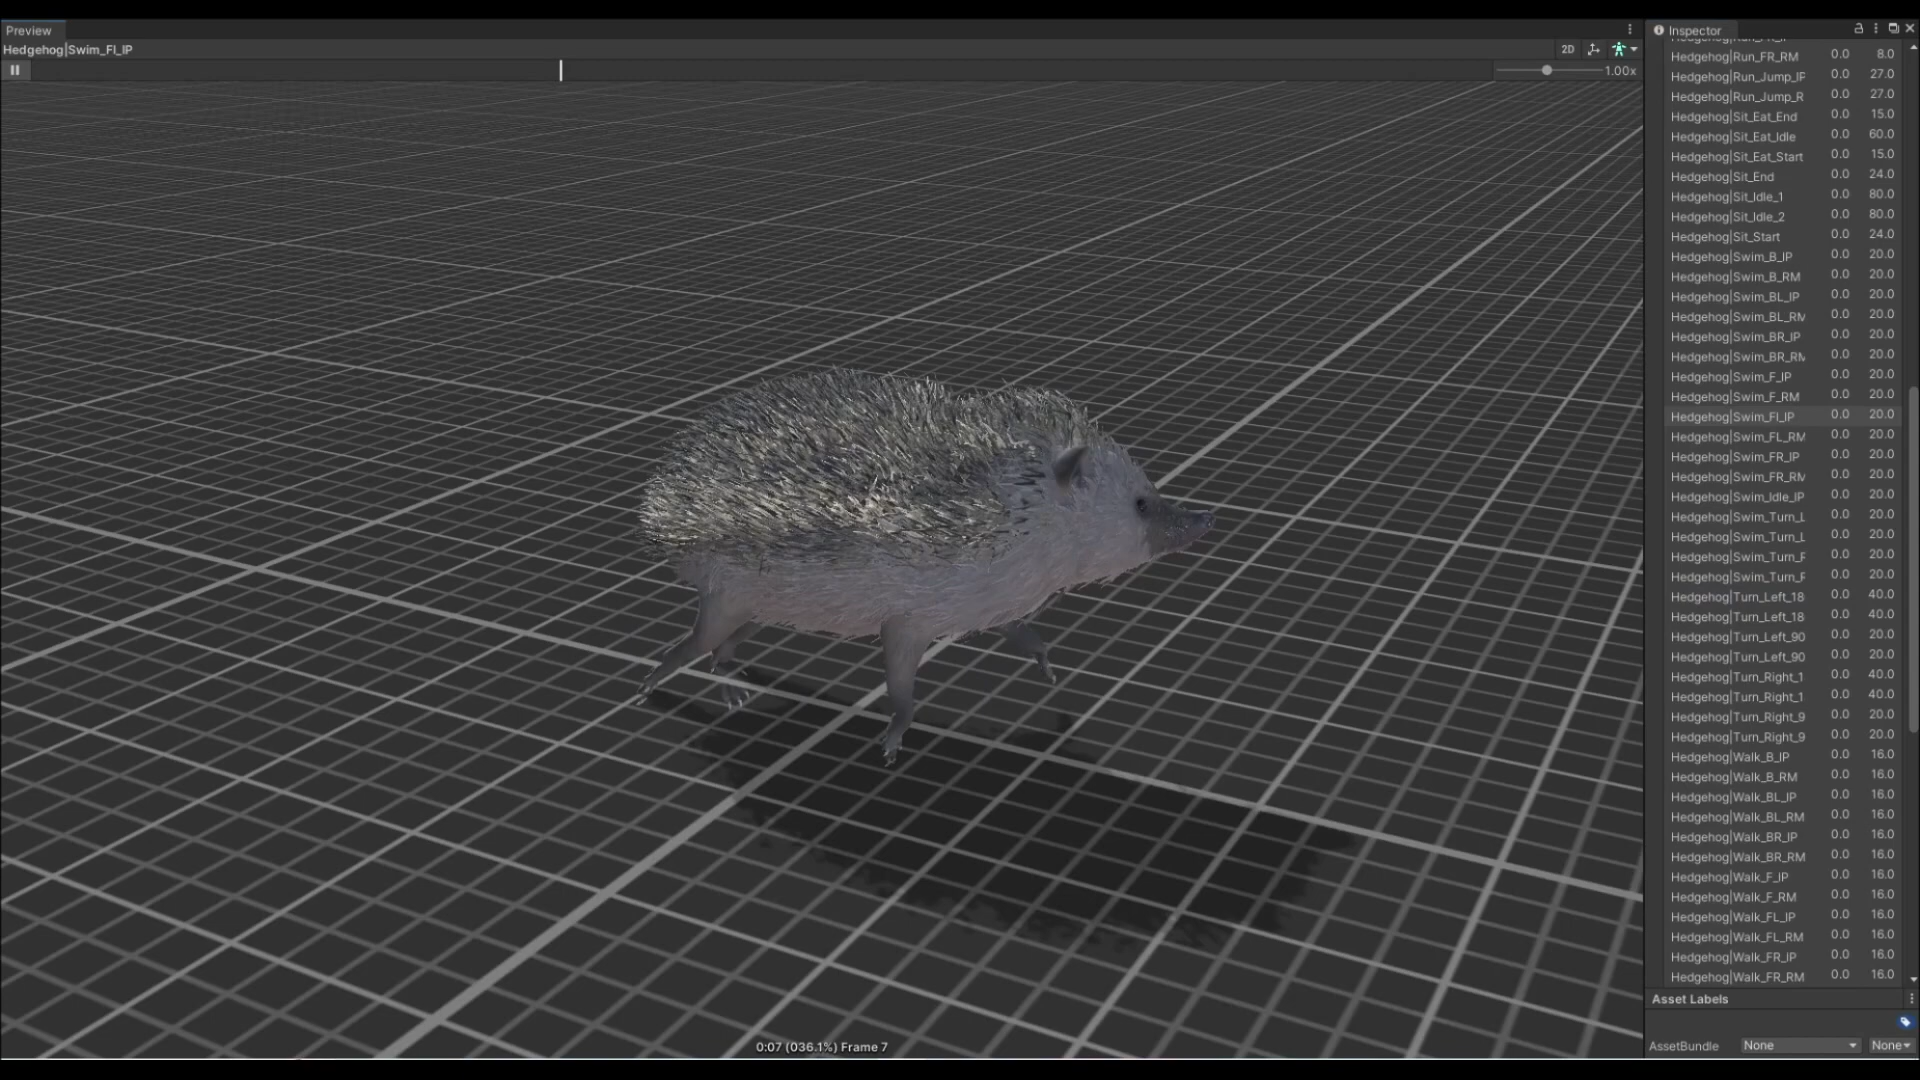 Preview
Hedgehog|Swim_Fl_IP
2D
1.00x
Inspector
Hedgehog|Run_FR_RM 0.0 8.0
Hedgehog|Run_Jump_IP 0.0 27.0
Hedgehog|Run_Jump_R 0.0 27.0
Hedgehog|Sit_Eat_End 0.0 15.0
Hedgehog|Sit_Eat_Idle 0.0 60.0
Hedgehog|Sit_Eat_Start 0.0 15.0
Hedgehog|Sit_End 0.0 24.0
Hedgehog|Sit_Idle_1 0.0 80.0
Hedgehog|Sit_Idle_2 0.0 80.0
Hedgehog|Sit_Start 0.0 24.0
Hedgehog|Swim_B_IP 0.0 20.0
Hedgehog|Swim_B_RM 0.0 20.0
Hedgehog|Swim_BL_IP 0.0 20.0
Hedgehog|Swim_BL_RM 0.0 20.0
Hedgehog|Swim_BR_IP 0.0 20.0
Hedgehog|Swim_BR_RM 0.0 20.0
Hedgehog|Swim_F_IP 0.0 20.0
Hedgehog|Swim_F_RM 0.0 20.0
Hedgehog|Swim_Fl_IP 0.0 20.0
Hedgehog|Swim_FL_RM 0.0 20.0
Hedgehog|Swim_FR_IP 0.0 20.0
Hedgehog|Swim_FR_RM 0.0 20.0
Hedgehog|Swim_Idle_IP 0.0 20.0
Hedgehog|Swim_Turn_L 0.0 20.0
Hedgehog|Swim_Turn_L 0.0 20.0
Hedgehog|Swim_Turn_R 0.0 20.0
Hedgehog|Swim_Turn_R 0.0 20.0
Hedgehog|Turn_Left_18 0.0 40.0
Hedgehog|Turn_Left_18 0.0 40.0
Hedgehog|Turn_Left_90 0.0 20.0
Hedgehog|Turn_Left_90 0.0 20.0
Hedgehog|Turn_Right_1 0.0 40.0
Hedgehog|Turn_Right_1 0.0 40.0
Hedgehog|Turn_Right_9 0.0 20.0
Hedgehog|Turn_Right_9 0.0 20.0
Hedgehog|Walk_B_IP 0.0 16.0
Hedgehog|Walk_B_RM 0.0 16.0
Hedgehog|Walk_BL_IP 0.0 16.0
Hedgehog|Walk_BL_RM 0.0 16.0
Hedgehog|Walk_BR_IP 0.0 16.0
Hedgehog|Walk_BR_RM 0.0 16.0
Hedgehog|Walk_F_IP 0.0 16.0
Hedgehog|Walk_F_RM 0.0 16.0
Hedgehog|Walk_FL_IP 0.0 16.0
Hedgehog|Walk_FL_RM 0.0 16.0
Hedgehog|Walk_FR_IP 0.0 16.0
Hedgehog|Walk_FR_RM 0.0 16.0
Asset Labels
AssetBundle None None
0:07 (036.1%) Frame 7